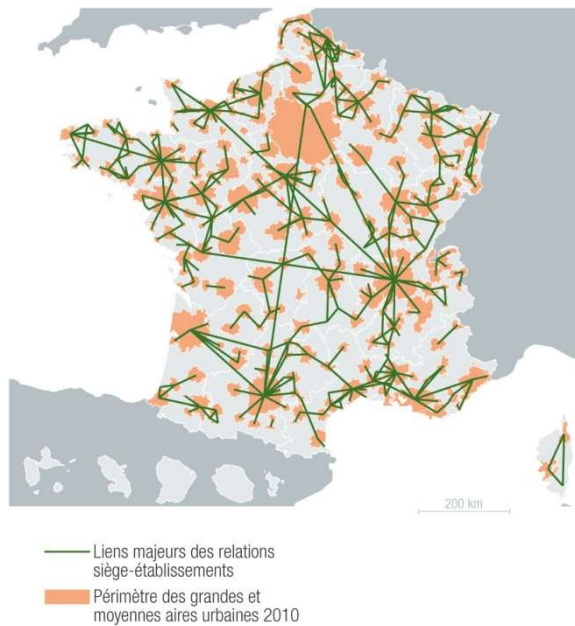 200 km
Liens majeurs des relations
siège-établissements
Périmètre des grandes et
moyennes aires urbaines 2010